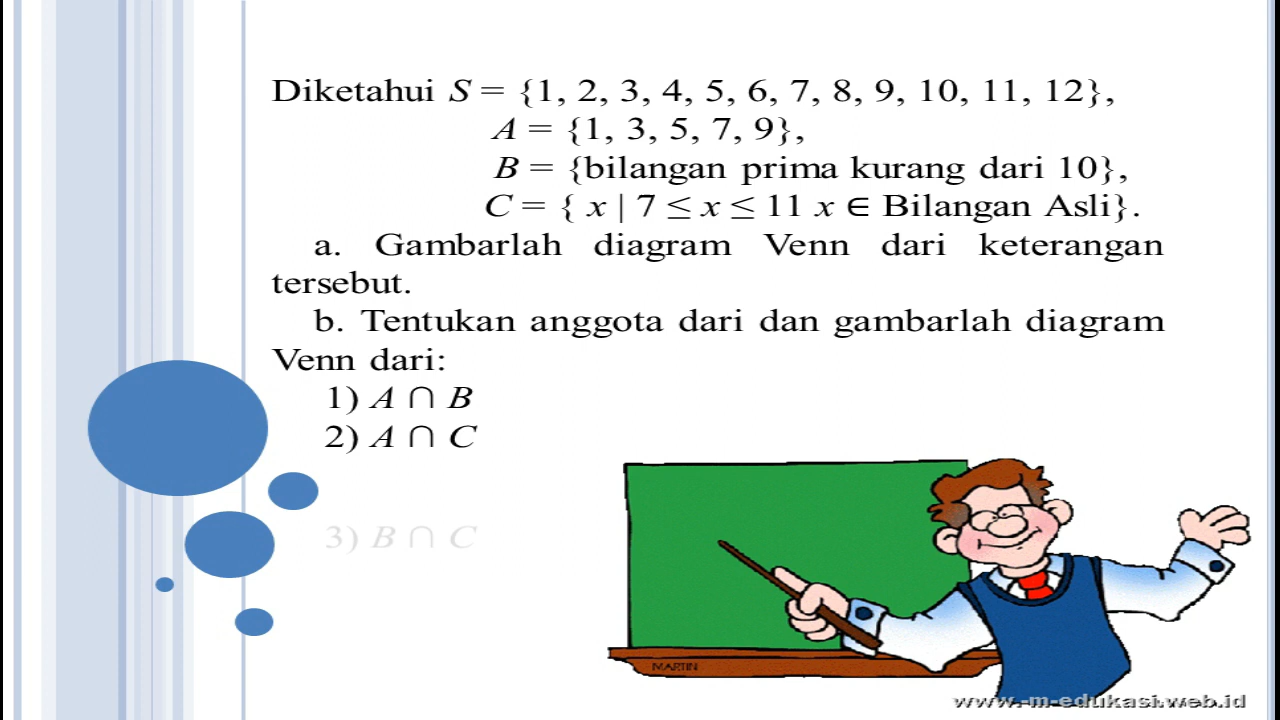 Diketahui S = {1, 2, 3, 4, 5, 6, 7, 8, 9, 10, 11, 12},
A = {1, 3, 5, 7, 9},
B = {bilangan prima kurang dari 10},
C = { x | 7 ≤ x ≤ 11 x ∈ Bilangan Asli}.
a. Gambarlah diagram Venn dari keterangan
tersebut.
b. Tentukan anggota dari dan gambarlah diagram
Venn dari:
1) A ∩ B
2) A ∩ C
3) B ∩ C
MARTIN
www.-m-edukasi.web.id